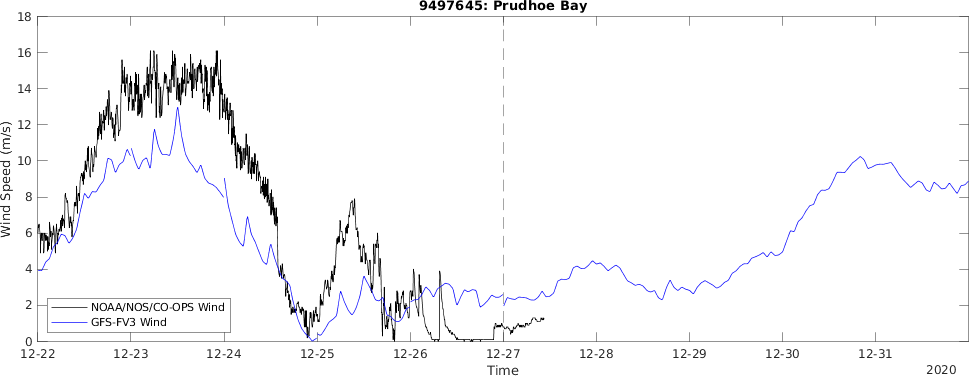 9497645: Prudhoe Bay
18
16
14
12
10
8
6
4
2
0
Wind Speed (m/s)
NOAA/NOS/CO-OPS Wind
GFS-FV3 Wind
12-22 12-23 12-24 12-25 12-26 12-27 12-28 12-29 12-30 12-31
Time
2020